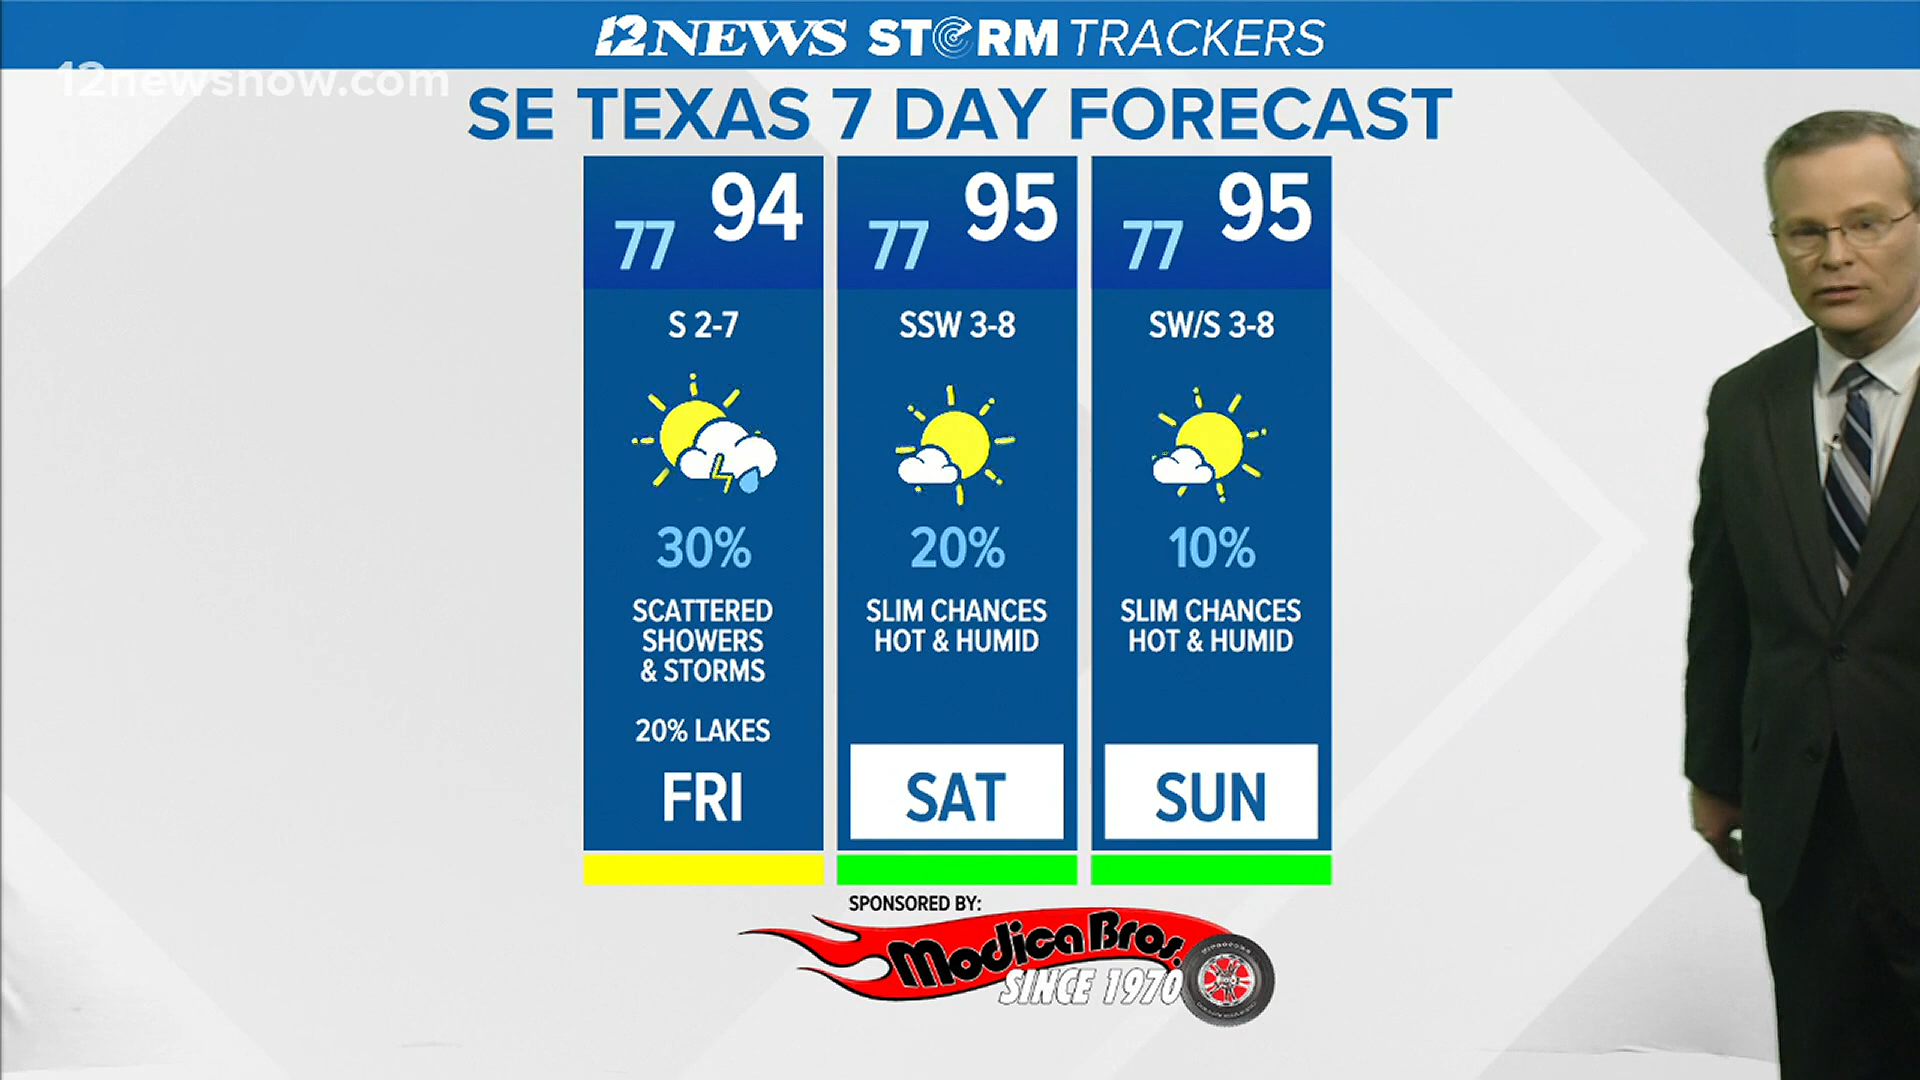 12NEWS STORM TRACKERS
12newsnow.com
SE TEXAS 7 DAY FORECAST
77 94
S 2-7
30%
SCATTERED
SHOWERS
& STORMS
20% LAKES
FRI
77 95
SSW 3-8
20%
SLIM CHANCES
HOT & HUMID
SAT
77 95
SW/S 3-8
10%
SLIM CHANCES
HOT & HUMID
SUN
SPONSORED BY:
Modica Bros.
SINCE 1970